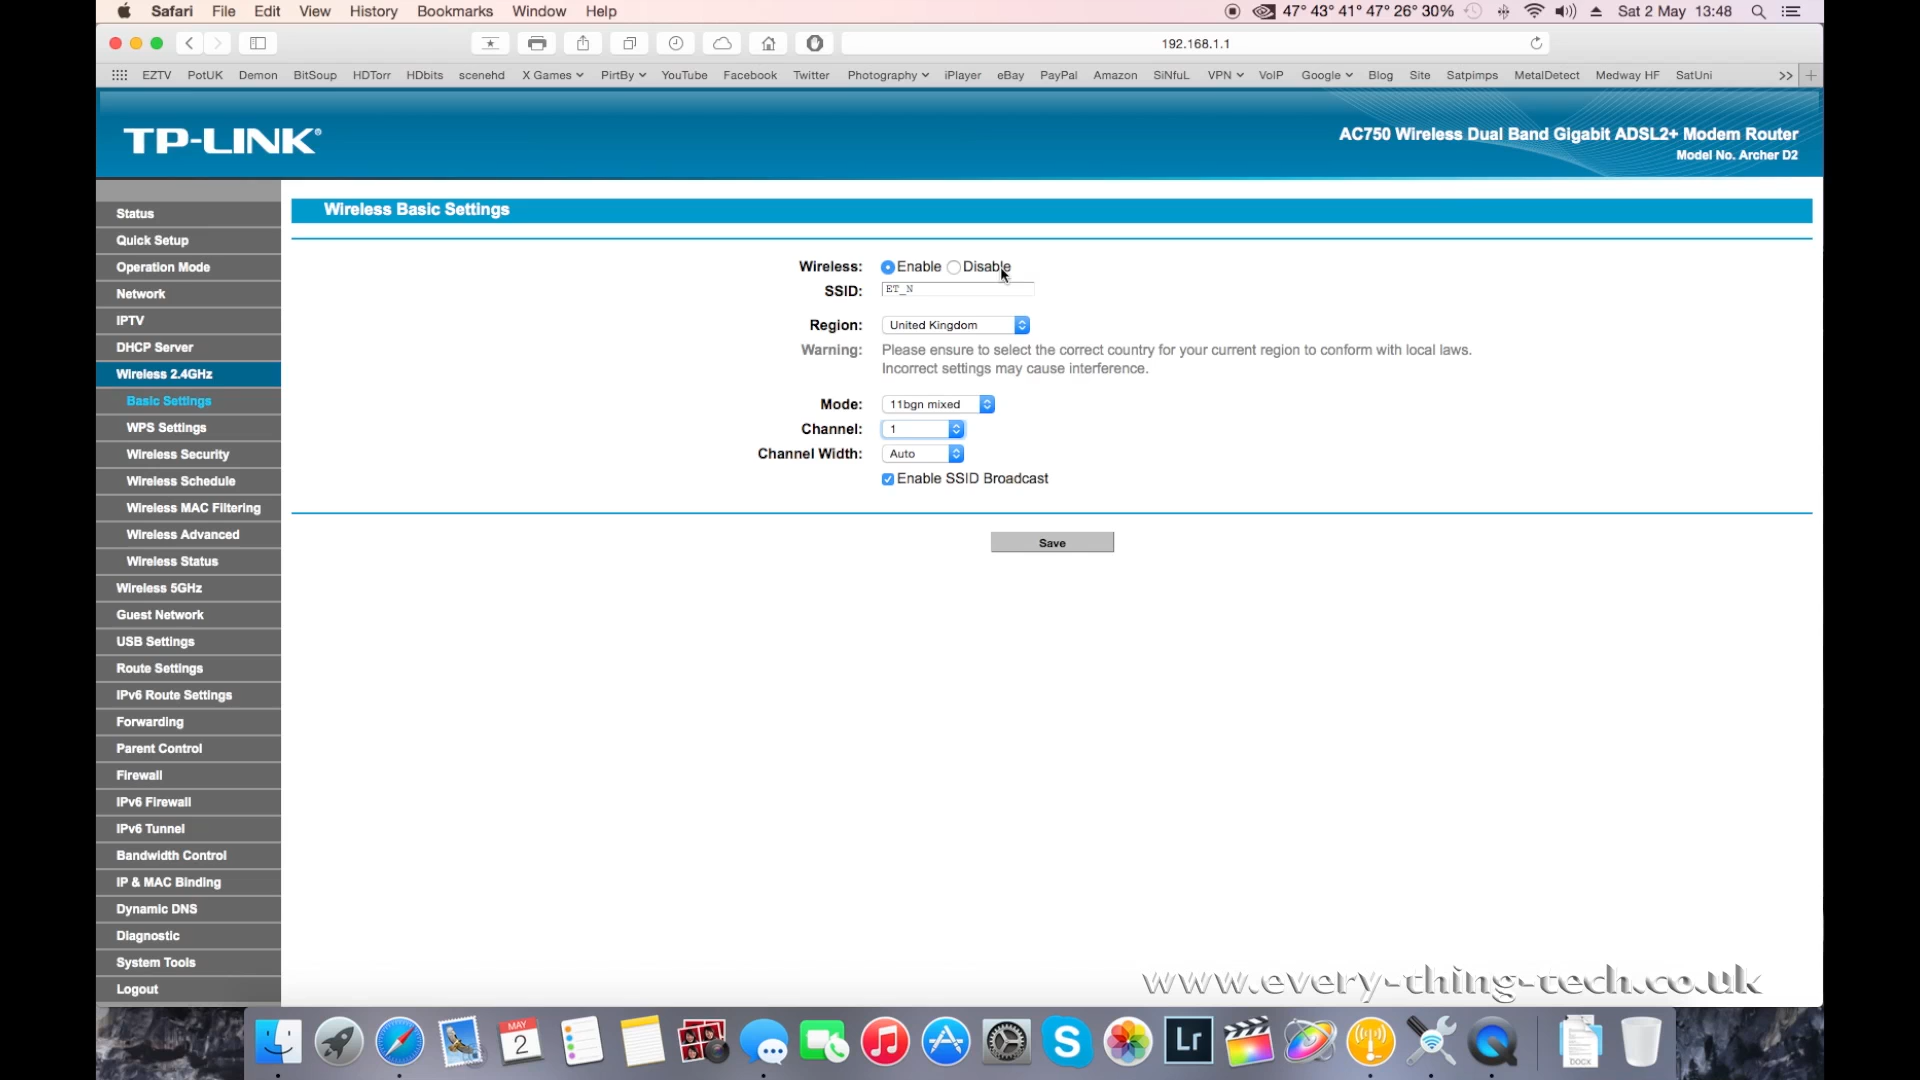 Safari File Edit View History Bookmarks Window Help 47° 43° 41° 47° 26° 30% Sat 2 May 13:48
192.168.1.1
EZTV PotUK Demon BitSoup HDTorr HDbits scenehd X Games PirtBy YouTube Facebook Twitter Photography iPlayer eBay PayPal Amazon SiNfuL VPN VoIP Google Blog Site Satpimps MetalDetect Medway HF SatUni >>
TP-LINK®
AC750 Wireless Dual Band Gigabit ADSL2+ Modem Router
Model No. Archer D2
Status
Quick Setup
Operation Mode
Network
IPTV
DHCP Server
Wireless 2.4GHz
Basic Settings
WPS Settings
Wireless Security
Wireless Schedule
Wireless MAC Filtering
Wireless Advanced
Wireless Status
Wireless 5GHz
Guest Network
USB Settings
Route Settings
IPv6 Route Settings
Forwarding
Parent Control
Firewall
IPv6 Firewall
IPv6 Tunnel
Bandwidth Control
IP & MAC Binding
Dynamic DNS
Diagnostic
System Tools
Logout
Wireless Basic Settings
Wireless: Enable Disable
SSID: ET_N
Region: United Kingdom
Warning: Please ensure to select the correct country for your current region to conform with local laws.
Incorrect settings may cause interference.
Mode: 11bgn mixed
Channel: 1
Channel Width: Auto
Enable SSID Broadcast
Save
www.every-thing-tech.co.uk
MAY
2
S
Lr
DOCX